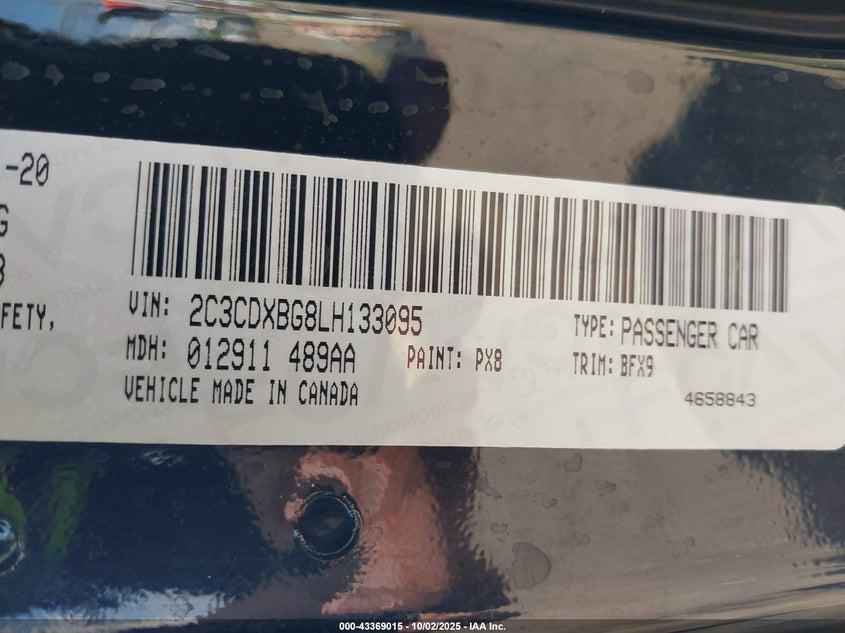 -20
G
FETY,
VIN: 2C3CDXBG8LH133095
TYPE: PASSENGER CAR
MDH: 012911 489AA
PAINT: PX8
TRIM: BFX9
VEHICLE MADE IN CANADA
4658843
000-43369015 - 10/02/2025 - IAA Inc.